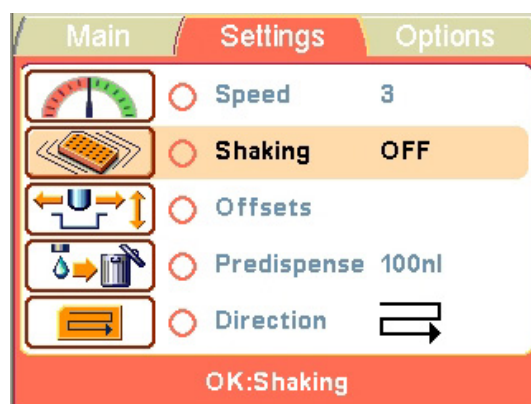 Main Settings Options
Speed 3
Shaking OFF
Offsets
Predispense 100nl
Direction
OK:Shaking